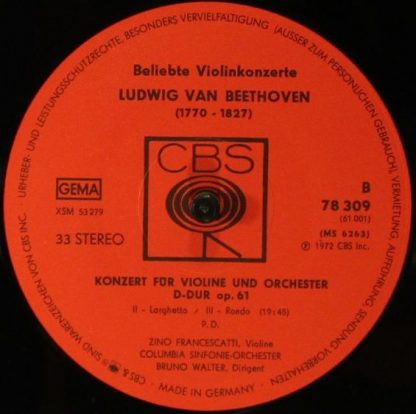 Beliebte Violinkonzerte
LUDWIG VAN BEETHOVEN
(1770 - 1827)
CBS
GEMA
XSM 53279
33 STEREO
B
78 309
(61 001)
(MS 6263)
℗ 1972 CBS Inc.
KONZERT FÜR VIOLINE UND ORCHESTER
D-DUR op. 61
II - Larghetto / III - Rondo (19:45)
P. D.
ZINO FRANCESCATTI, Violine
COLUMBIA SINFONIE-ORCHESTER
BRUNO WALTER, Dirigent
URHEBER- UND LEISTUNGSSCHUTZRECHTE, BESONDERS VERVIELFÄLTIGUNG (AUSSER ZUM PERSÖNLICHEN GEBRAUCH), VERMIETUNG, AUFFÜHRUNG, SENDUNG VORBEHALTEN
CBS & SIND WARENZEICHEN VON CBS INC. · MADE IN GERMANY ·